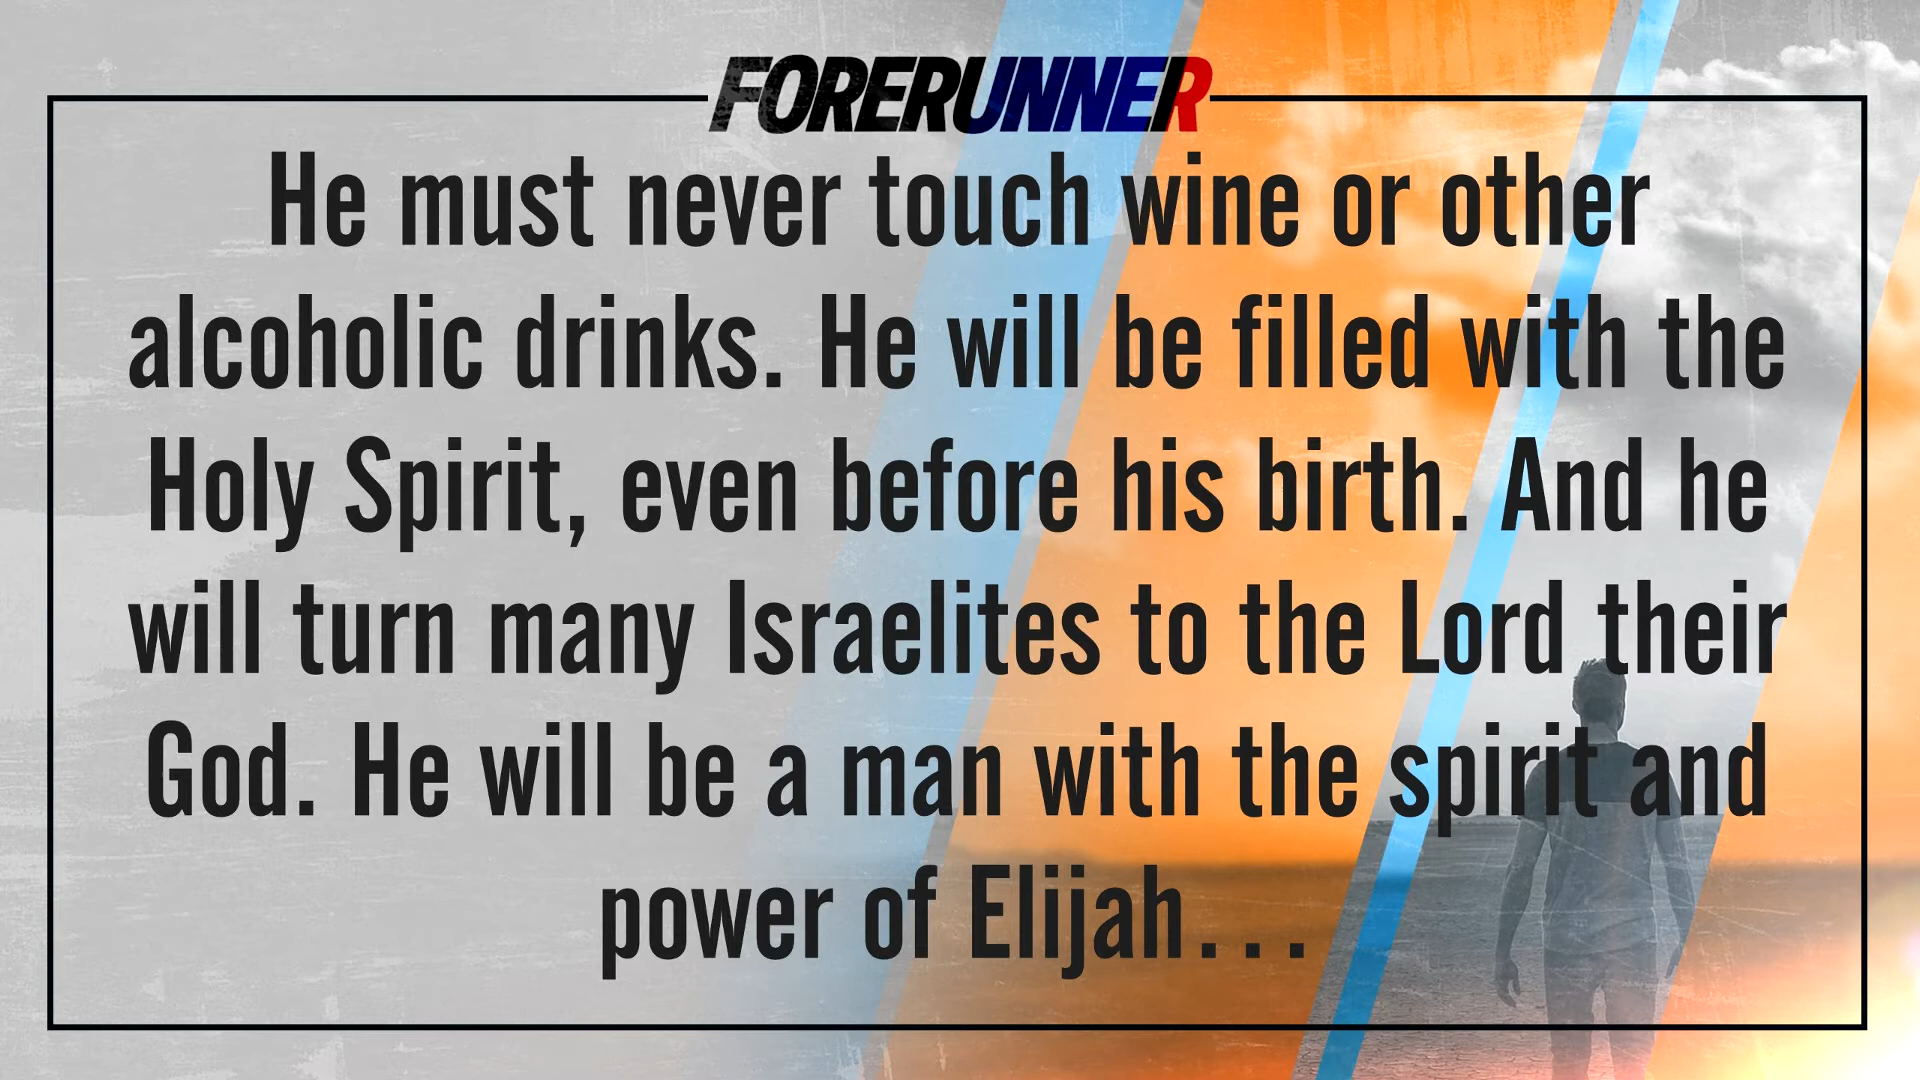 FORERUNNER
He must never touch wine or other
alcoholic drinks. He will be filled with the
Holy Spirit, even before his birth. And he
will turn many Israelites to the Lord their
God. He will be a man with the spirit and
power of Elijah...